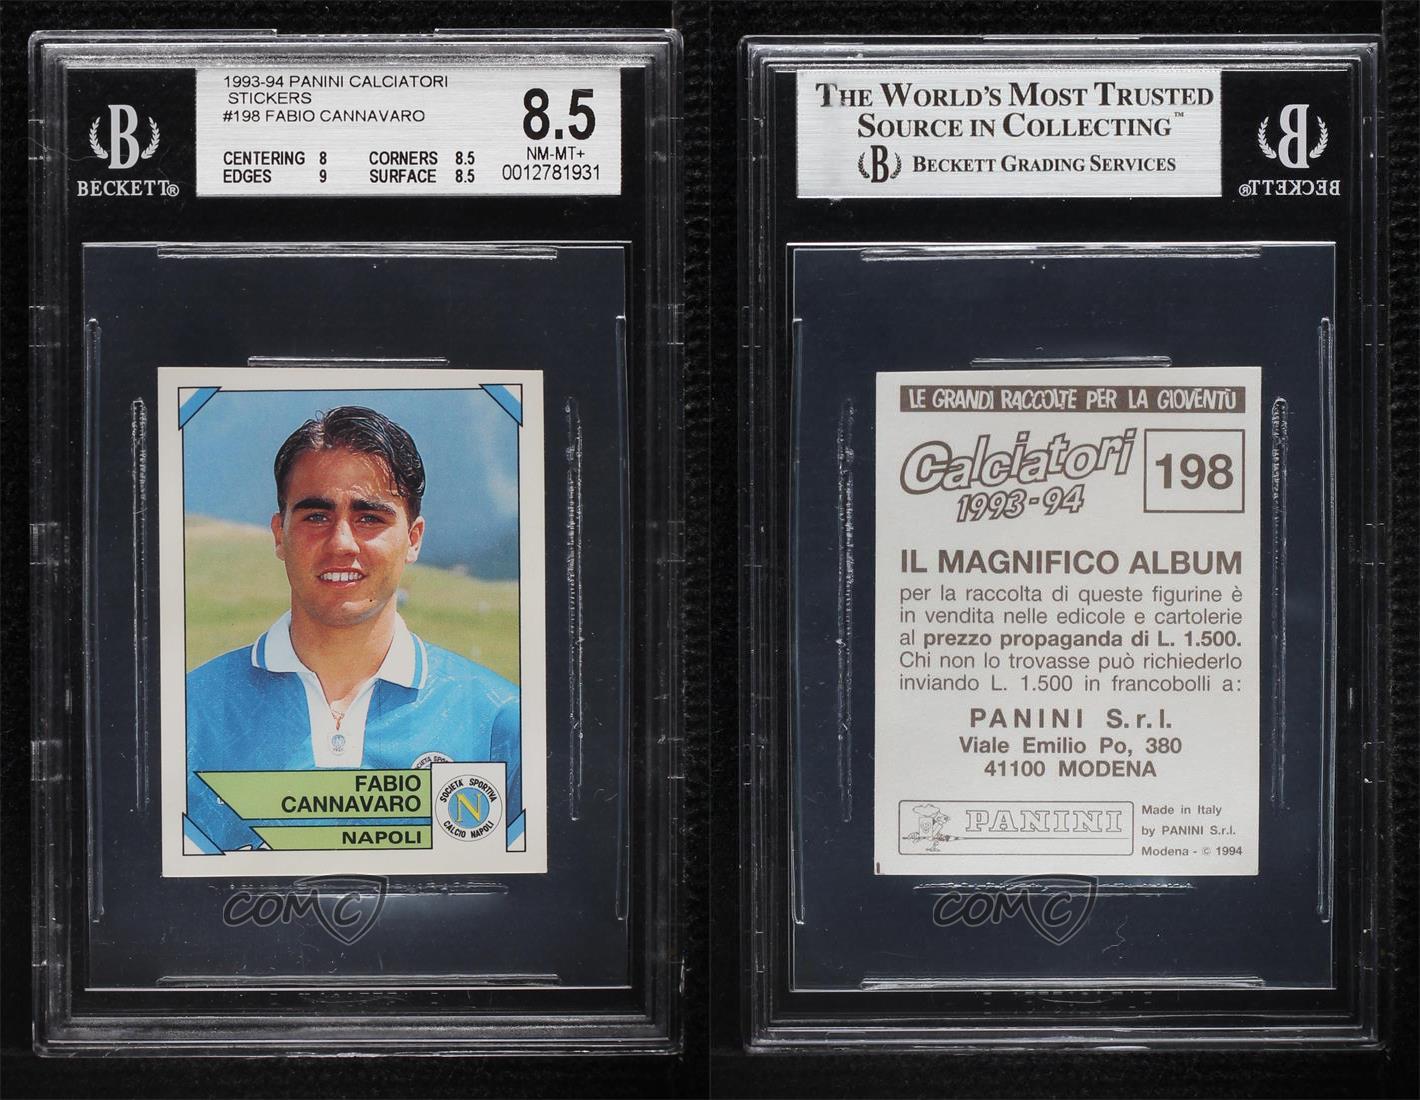 1993-94 PANINI CALCIATORI
STICKERS
#198 FABIO CANNAVARO
CENTERING 8 CORNERS 8.5
EDGES 9 SURFACE 8.5
8.5
NM-MT+
0012781931
B
BECKETT®
FABIO
CANNAVARO
NAPOLI
SOCIETÀ SPORTIVA
N
CALCIO NAPOLI
COMC
THE WORLD'S MOST TRUSTED
SOURCE IN COLLECTING™
B BECKETT GRADING SERVICES
B
BECKETT®
LE GRANDI RACCOLTE PER LA GIOVENTÙ
Calciatori
1993-94
198
IL MAGNIFICO ALBUM
per la raccolta di queste figurine è
in vendita nelle edicole e cartolerie
al prezzo propaganda di L. 1.500.
Chi non lo trovasse può richiederlo
inviando L. 1.500 in francobolli a:
PANINI S.r.l.
Viale Emilio Po, 380
41100 MODENA
PANINI
Made in Italy
by PANINI S.r.l.
Modena - © 1994
COMC